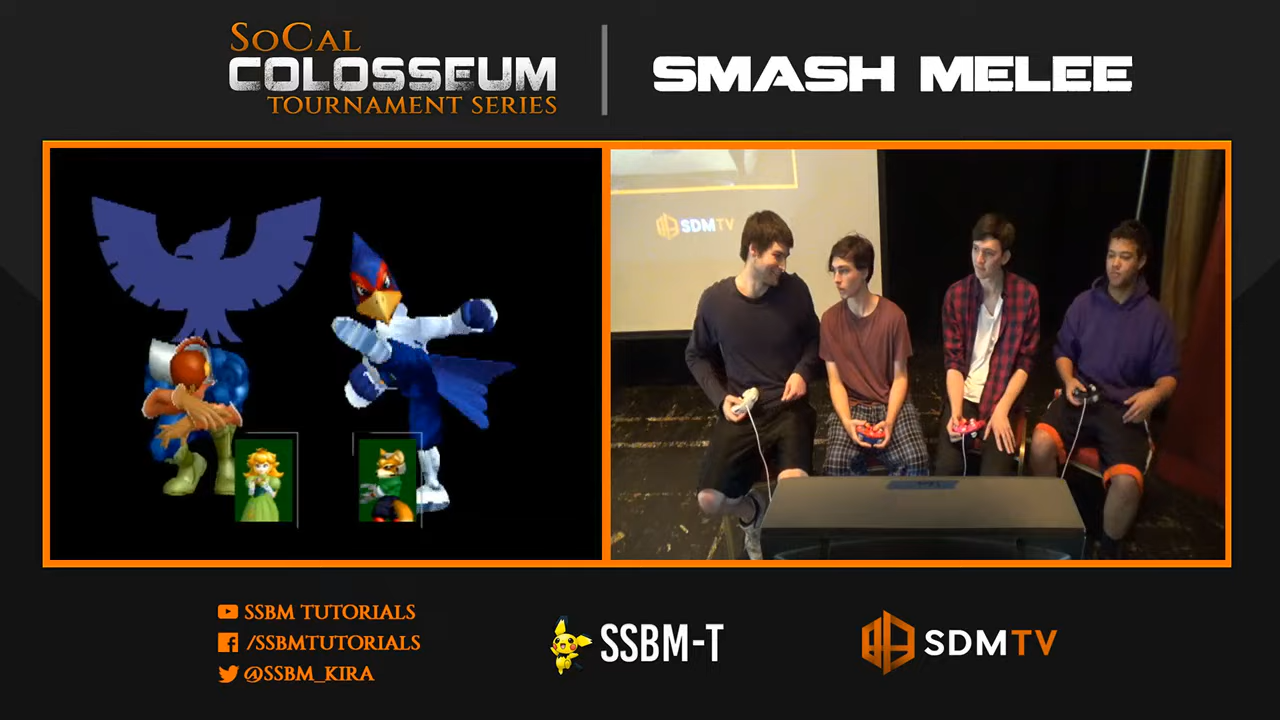 SoCal
COLOSSEUM
TOURNAMENT SERIES
SMASH MELEE
SDMTV
SSBM TUTORIALS
/SSBMTUTORIALS
@SSBM_KIRA
SSBM-T
SDMTV